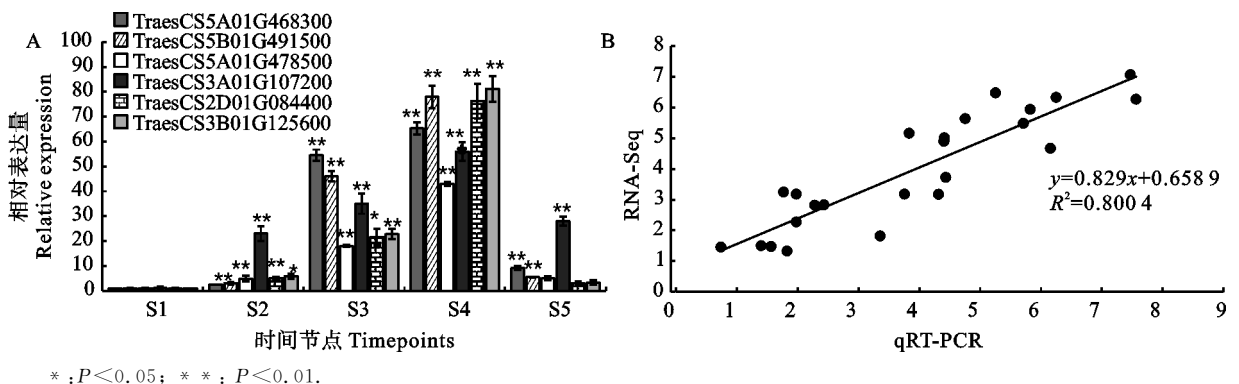 A
TraesCS5A01G468300
TraesCS5B01G491500
TraesCS5A01G478500
TraesCS3A01G107200
TraesCS2D01G084400
TraesCS3B01G125600
相对表达量
Relative expression
100
90
80
70
60
50
40
30
20
10
0
** ** * ** ** *
** ** ** ** * **
** ** ** ** ** **
** ** **
S1 S2 S3 S4 S5
时间节点 Timepoints
B
RNA-Seq
8
7
6
5
4
3
2
1
0
y=0.829x+0.658 9
R²=0.800 4
0 1 2 3 4 5 6 7 8 9
qRT-PCR
* :P<0.05; * * : P<0.01.